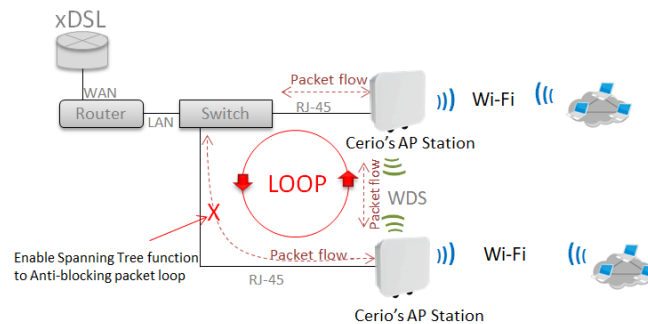 xDSL
WAN
Router
LAN
Switch
Packet flow
RJ-45
Wi-Fi
Cerio's AP Station
LOOP
Packet flow
WDS
X
Enable Spanning Tree function
to Anti-blocking packet loop
Packet flow
RJ-45
Wi-Fi
Cerio's AP Station